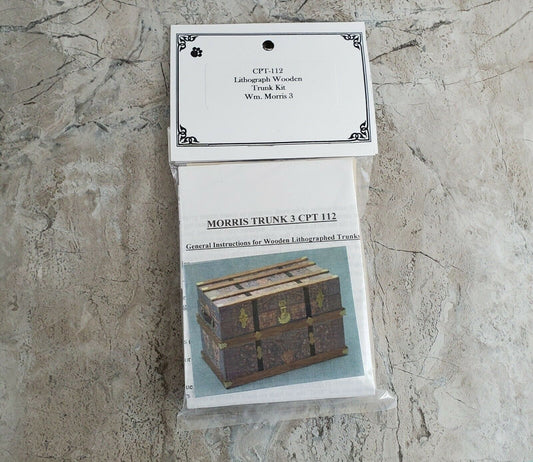 CPT-112
Lithograph Wooden
Trunk Kit
Wm. Morris 3
MORRIS TRUNK 3 CPT 112
General Instructions for Wooden Lithographed Trunks